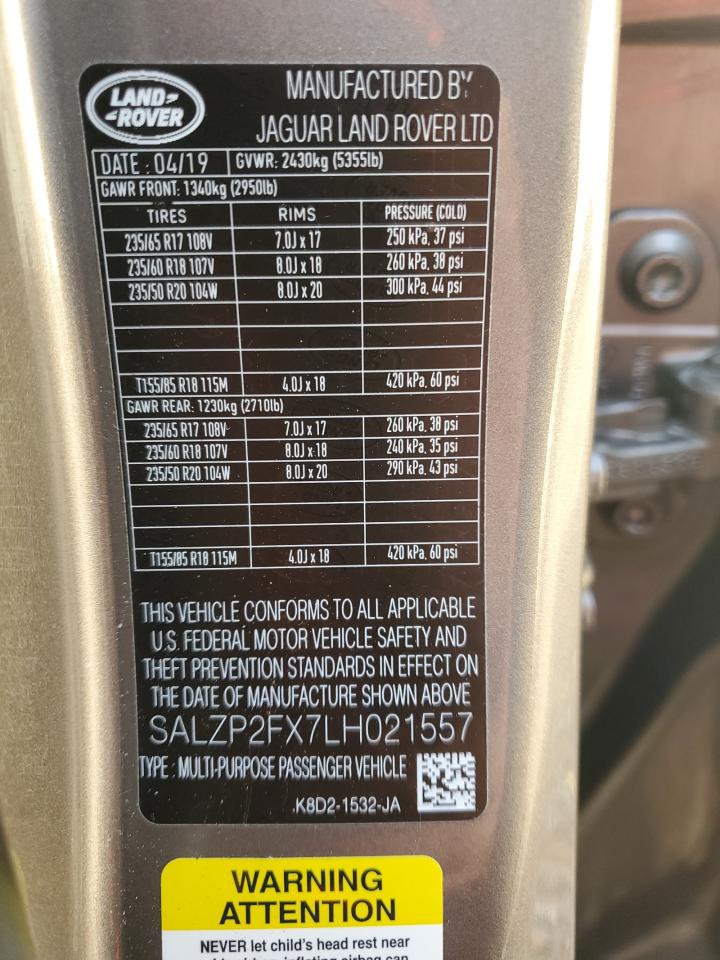 LAND-
-ROVER
MANUFACTURED BY
JAGUAR LAND ROVER LTD
DATE : 04/19 GVWR: 2430kg (5355lb)
GAWR FRONT: 1340kg (2950lb)
TIRES RIMS PRESSURE (COLD)
235/65 R17 108V 7.0J x 17 250 kPa, 37 psi
235/60 R18 107V 8.0J x 18 260 kPa, 38 psi
235/50 R20 104W 8.0J x 20 300 kPa, 44 psi
T155/85 R18 115M 4.0J x 18 420 kPa, 60 psi
GAWR REAR: 1230kg (2710lb)
235/65 R17 108V 7.0J x 17 260 kPa, 38 psi
235/60 R18 107V 8.0J x 18 240 kPa, 35 psi
235/50 R20 104W 8.0J x 20 290 kPa, 43 psi
T155/85 R18 115M 4.0J x 18 420 kPa, 60 psi
THIS VEHICLE CONFORMS TO ALL APPLICABLE
U.S. FEDERAL MOTOR VEHICLE SAFETY AND
THEFT PREVENTION STANDARDS IN EFFECT ON
THE DATE OF MANUFACTURE SHOWN ABOVE
SALZP2FX7LH021557
TYPE : MULTI-PURPOSE PASSENGER VEHICLE
K8D2-1532-JA
WARNING
ATTENTION
NEVER let child's head rest near